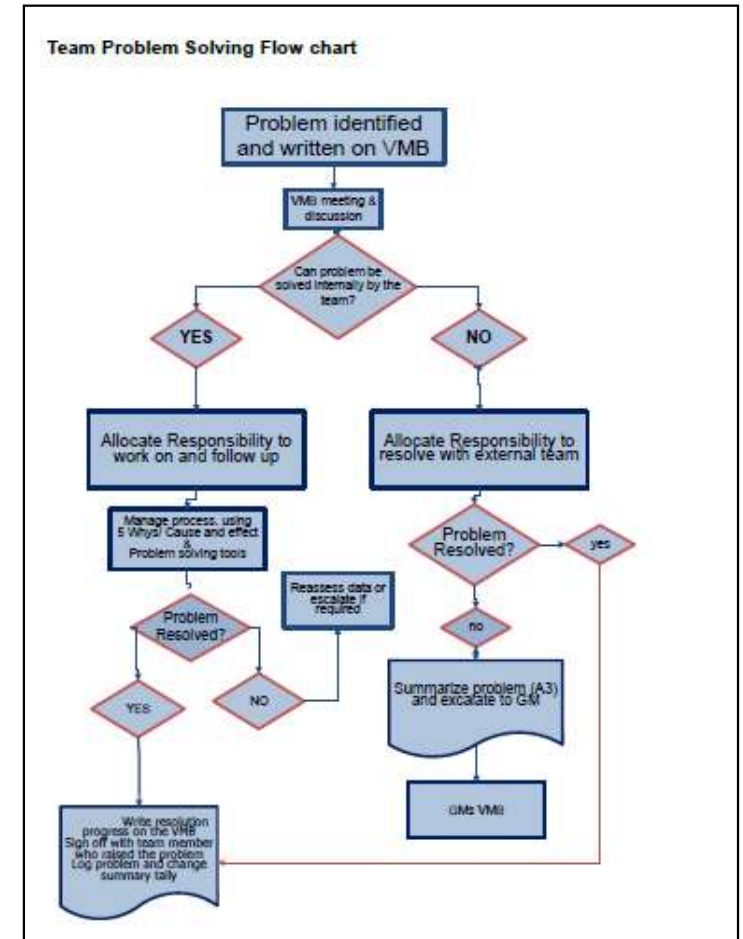 Team Problem Solving Flow chart
Problem identified
and written on VMB
VMB meeting &
discussion
Can problem be
solved internally by the
team?
YES
NO
Allocate Responsibility to
work on and follow up
Allocate Responsibility to
resolve with external team
Manage process. using
5 Whys/ Cause and effect
&
Problem solving tools
Problem
Resolved?
yes
Reassess data or
escalate if
required
Problem
Resolved?
no
YES
NO
Summarize problem (A3)
and excalate to GM
GMs VMB
Write resolution
progress on the VMB
Sign off with team member
who raised the problem
Log problem and change
summary tally